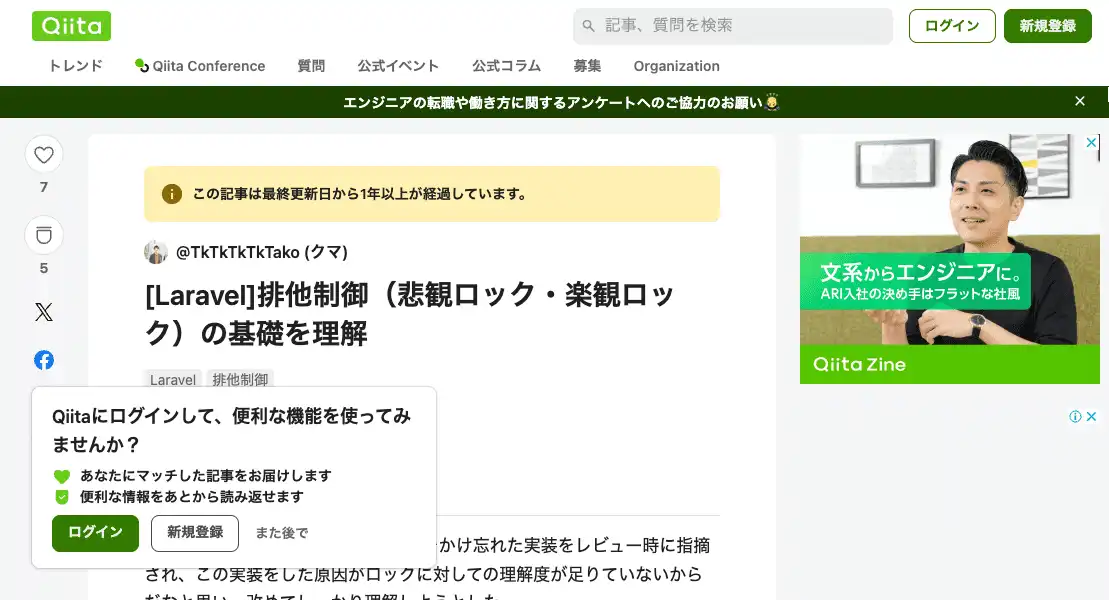 Qiita
記事、質問を検索
ログイン
新規登録
トレンド
Qiita Conference
質問
公式イベント
公式コラム
募集
Organization
エンジニアの転職や働き方に関するアンケートへのご協力のお願い
7
5
この記事は最終更新日から1年以上が経過しています。
@TkTkTkTkTako (クマ)
[Laravel]排他制御（悲観ロック・楽観ロッ
ク）の基礎を理解
Laravel
排他制御
Qiitaにログインして、便利な機能を使ってみ
ませんか？
あなたにマッチした記事をお届けします
便利な情報をあとから読み返せます
ログイン
新規登録
また後で
かけ忘れた実装をレビュー時に指摘
され、この実装をした原因がロックに対しての理解度が足りていないから
文系からエンジニアに。
ARI入社の決め手はフラットな社風
Qiita Zine